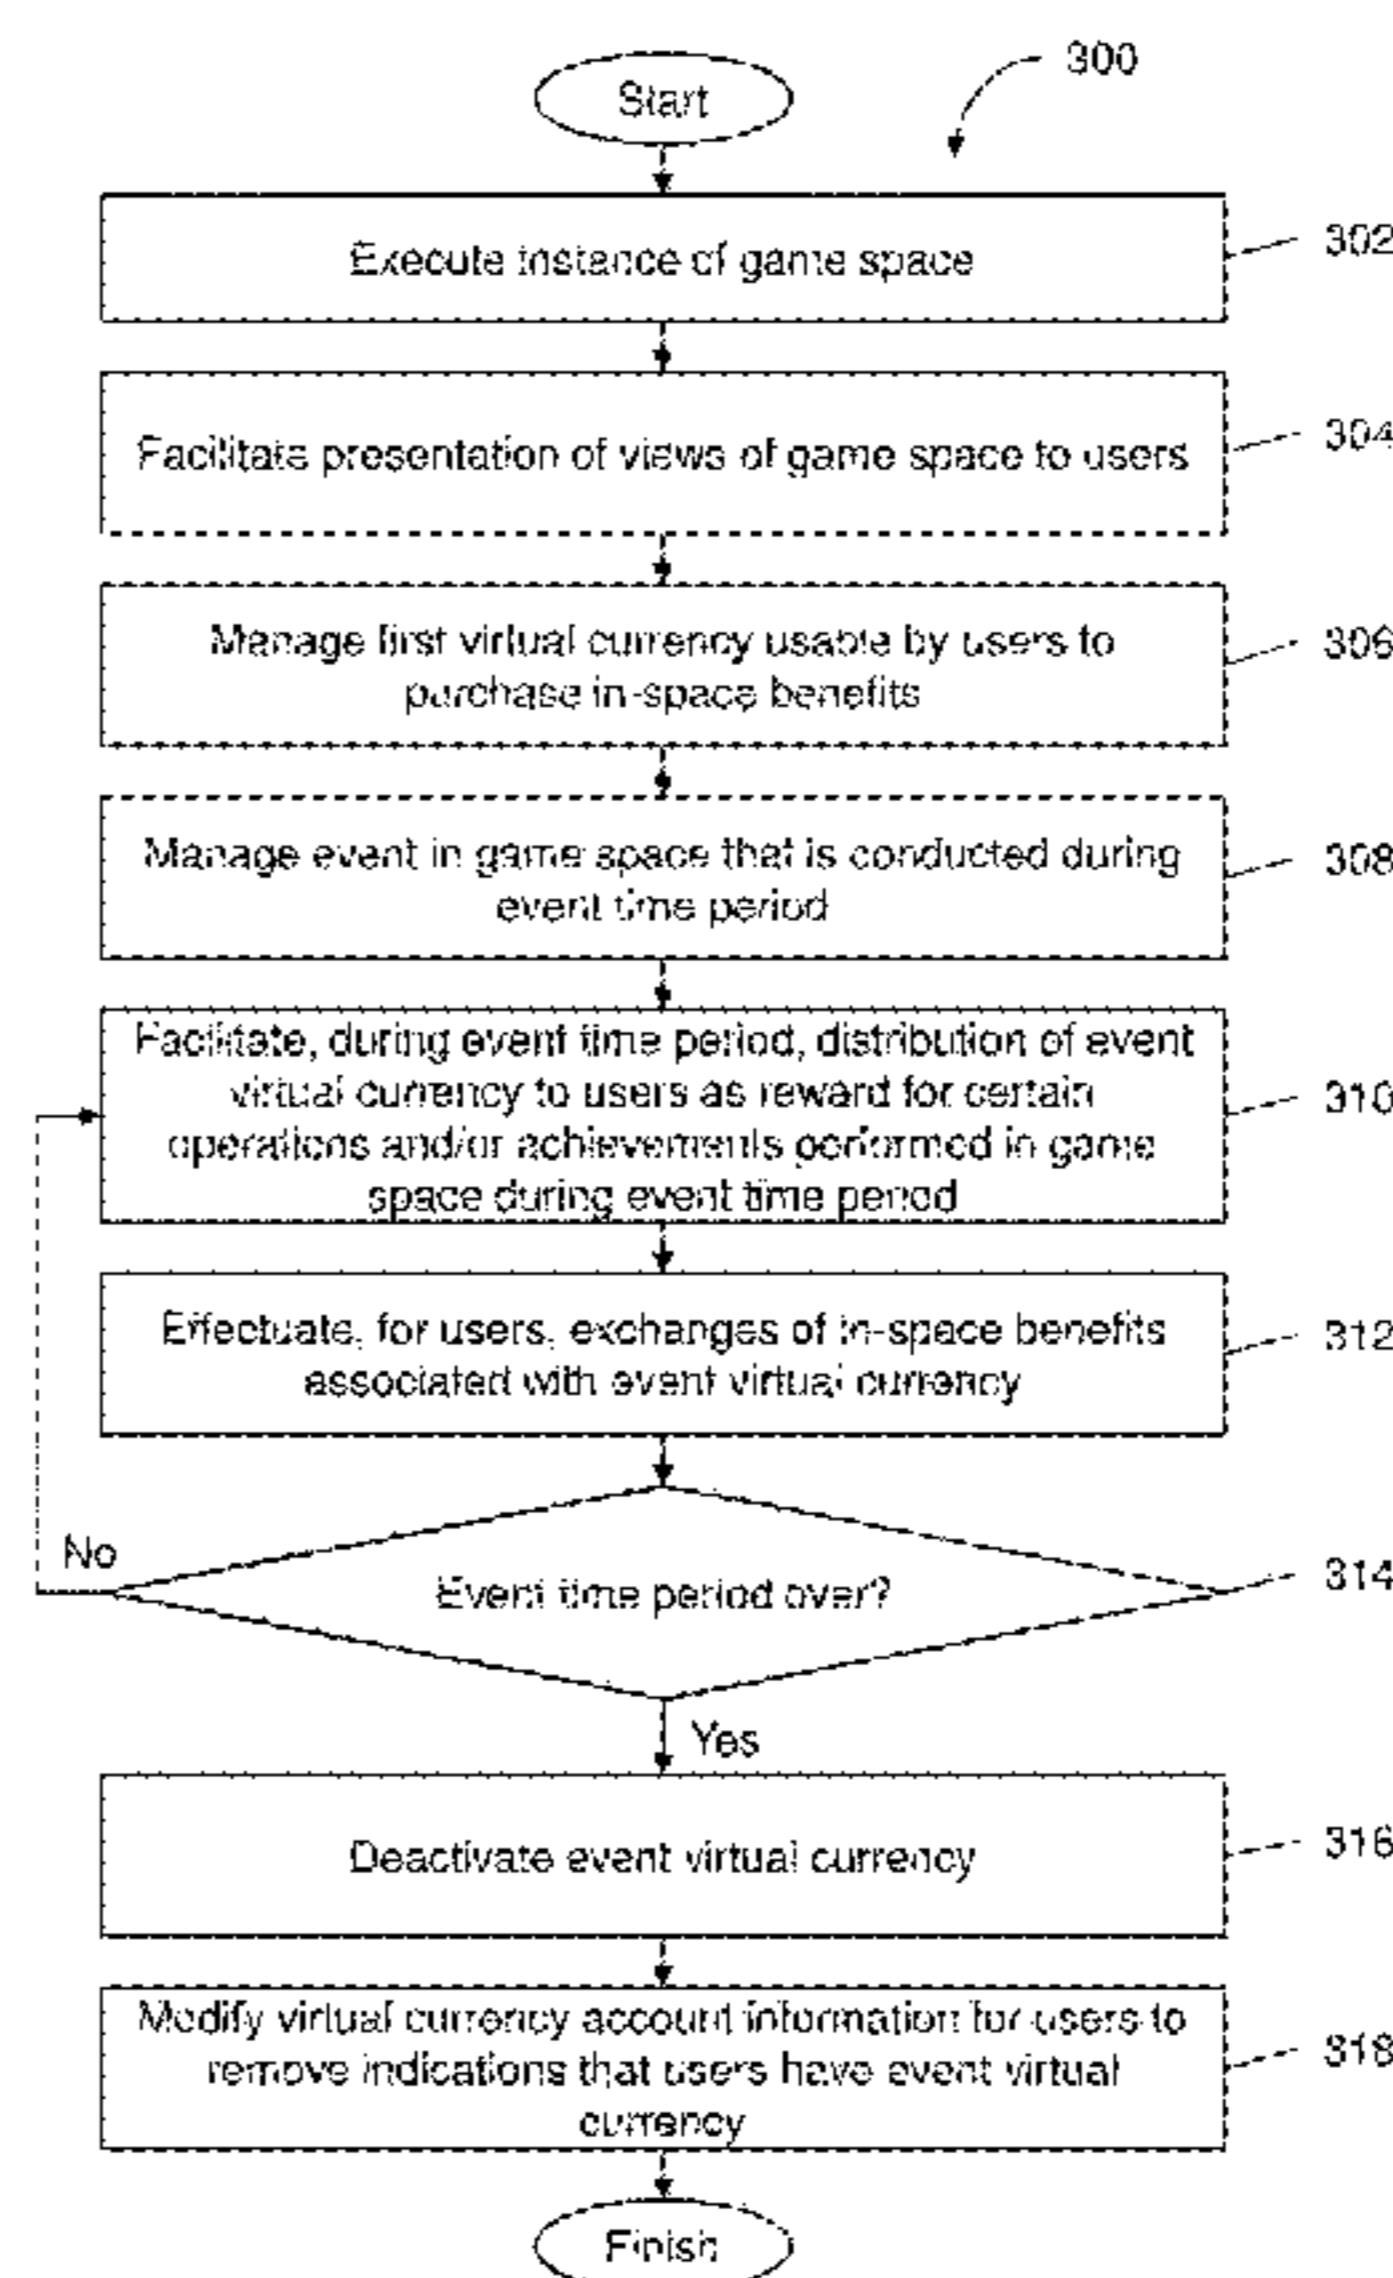 300
Start
Execute instance of game space
302
Facilitate presentation of views of game space to users
304
Manage first virtual currency usable by users to
purchase in-space benefits
306
Manage event in game space that is conducted during
event time period
308
Facilitate, during event time period, distribution of event
virtual currency to users as reward for certain
operations and/or achievements performed in game
space during event time period
310
Effectuate, for users, exchanges of in-space benefits
associated with event virtual currency
312
No
Event time period over?
314
Yes
Deactivate event virtual currency
316
Modify virtual currency account information for users to
remove indications that users have event virtual
currency
318
Finish